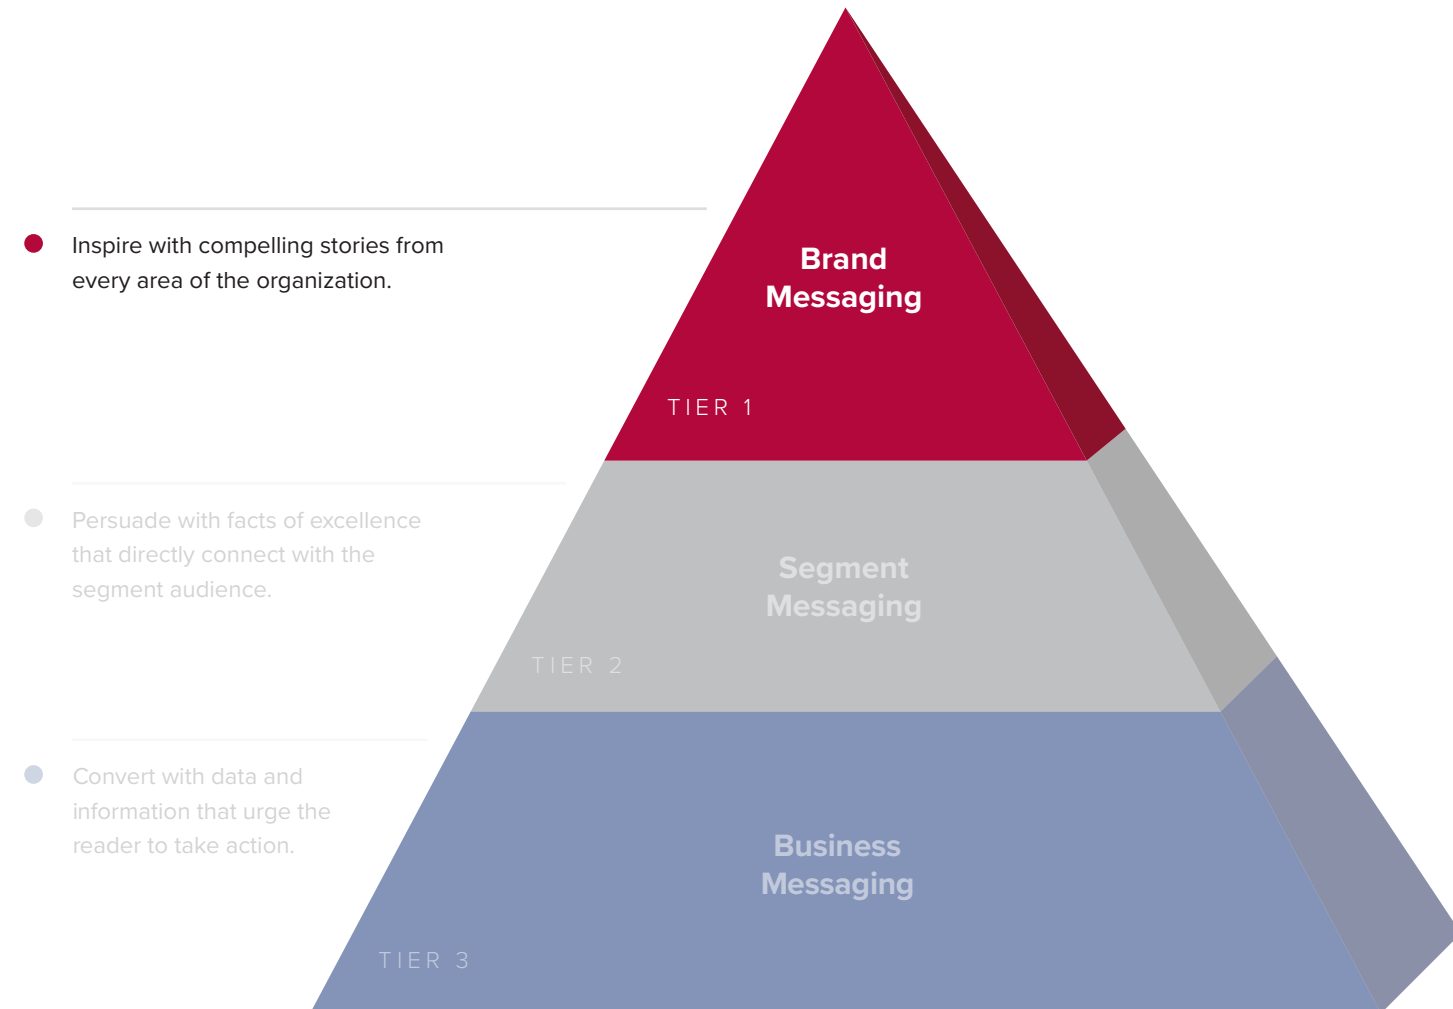 Inspire with compelling stories from
every area of the organization.
Brand
Messaging
TIER 1
Persuade with facts of excellence
that directly connect with the
segment audience.
Segment
Messaging
TIER 2
Convert with data and
information that urge the
reader to take action.
Business
Messaging
TIER 3